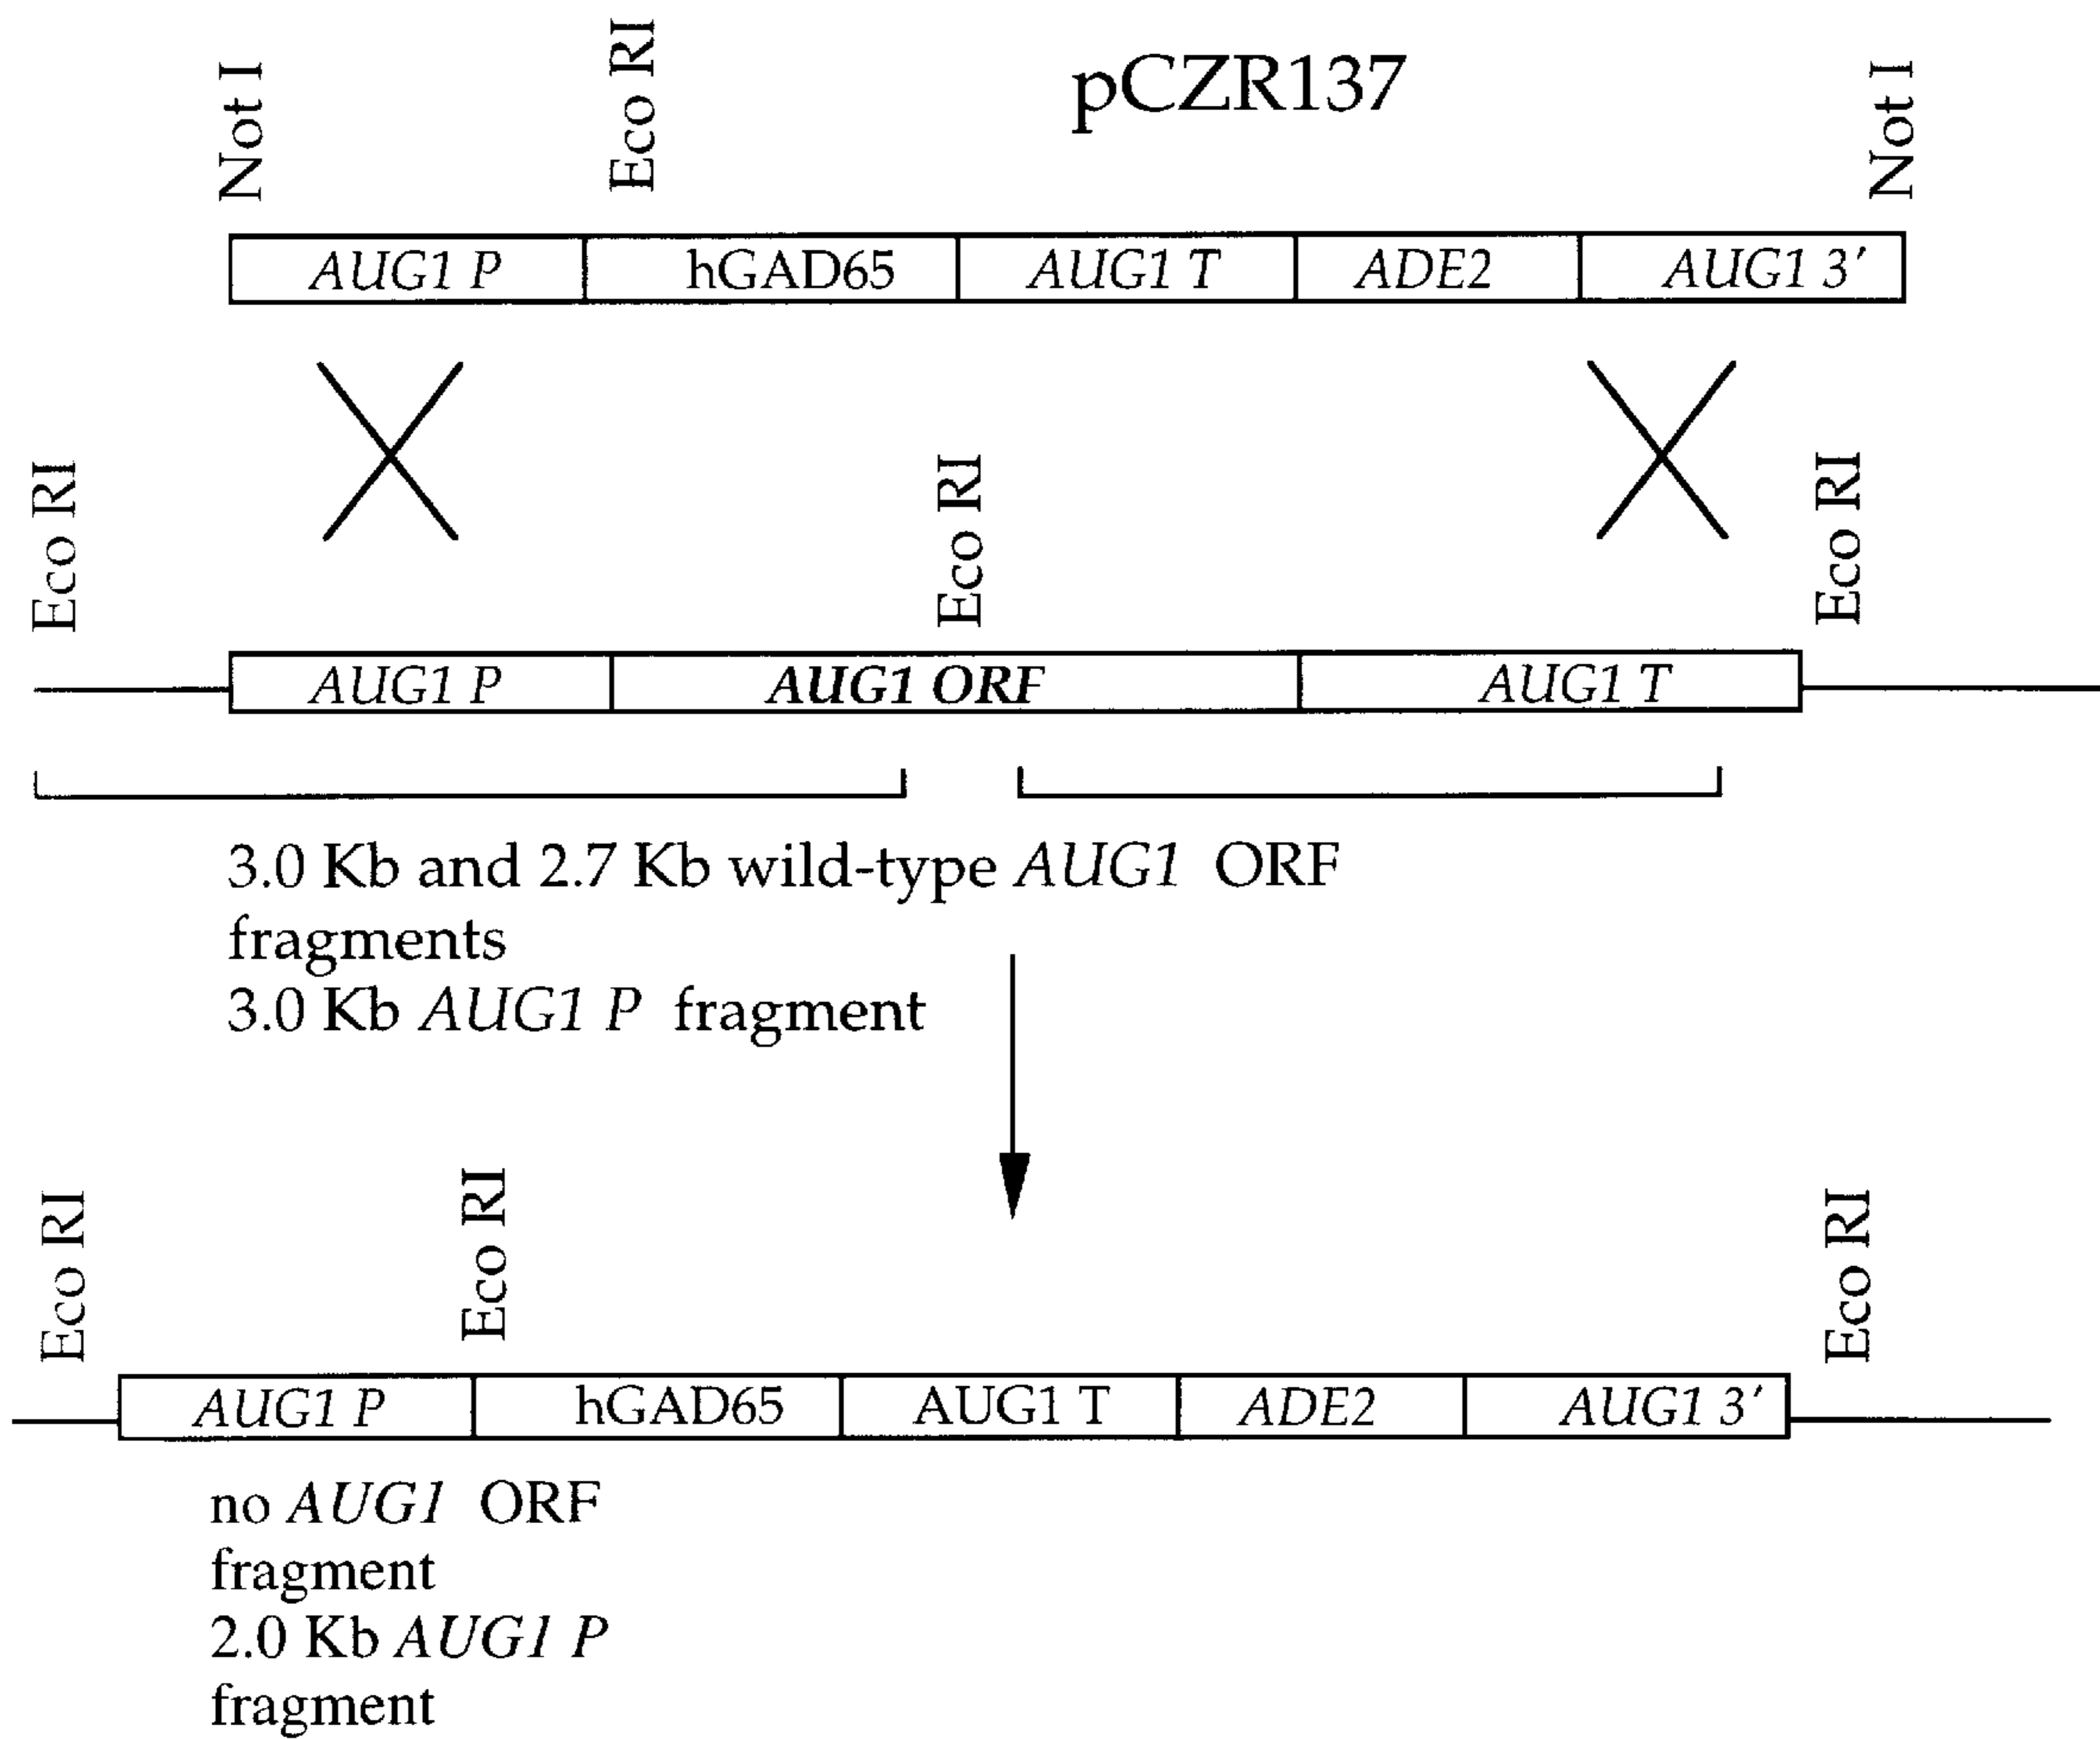 pCZR137
Not I
Eco RI
Not I
AUG1 P
hGAD65
AUG1 T
ADE2
AUG1 3'
Eco RI
Eco RI
Eco RI
AUG1 P
AUG1 ORF
AUG1 T
3.0 Kb and 2.7 Kb wild-type AUG1 ORF
fragments
3.0 Kb AUG1 P fragment
Eco RI
Eco RI
Eco RI
AUG1 P
hGAD65
AUG1 T
ADE2
AUG1 3'
no AUG1 ORF
fragment
2.0 Kb AUG1 P
fragment